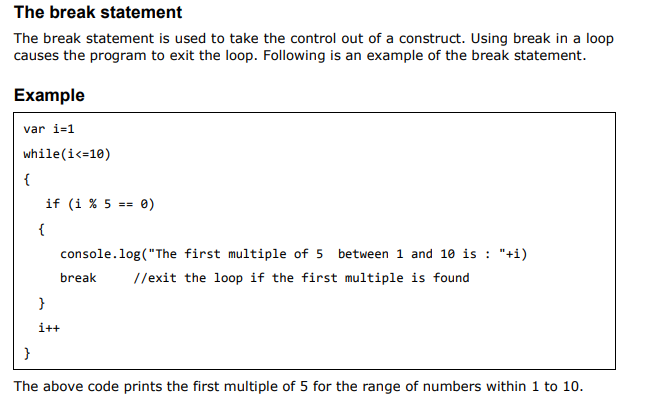 The break statement
The break statement is used to take the control out of a construct. Using break in a loop
causes the program to exit the loop. Following is an example of the break statement.
Example
var i=1
while(i<=10)
{
if (i % 5 == 0)
{
console.log("The first multiple of 5  between 1 and 10 is : "+i)
break     //exit the loop if the first multiple is found
}
i++
}
The above code prints the first multiple of 5 for the range of numbers within 1 to 10.